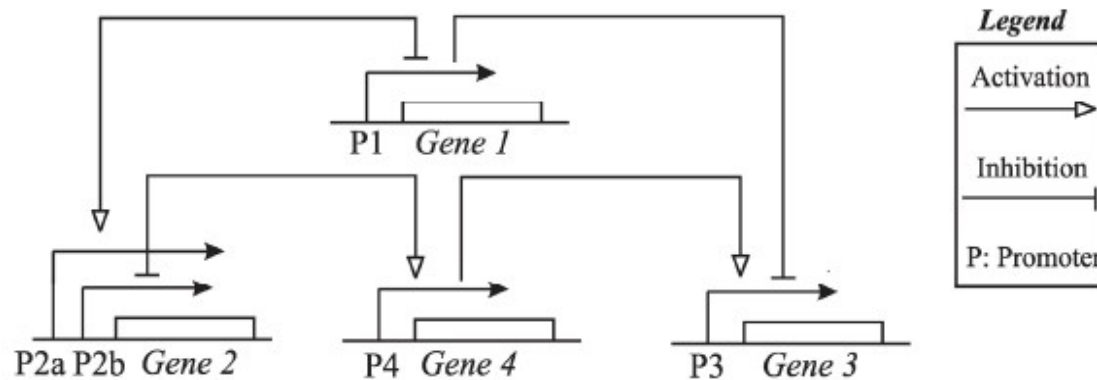 Legend
Activation
Inhibition
P: Promoter
P1 Gene 1
P2a P2b Gene 2
P4 Gene 4
P3 Gene 3